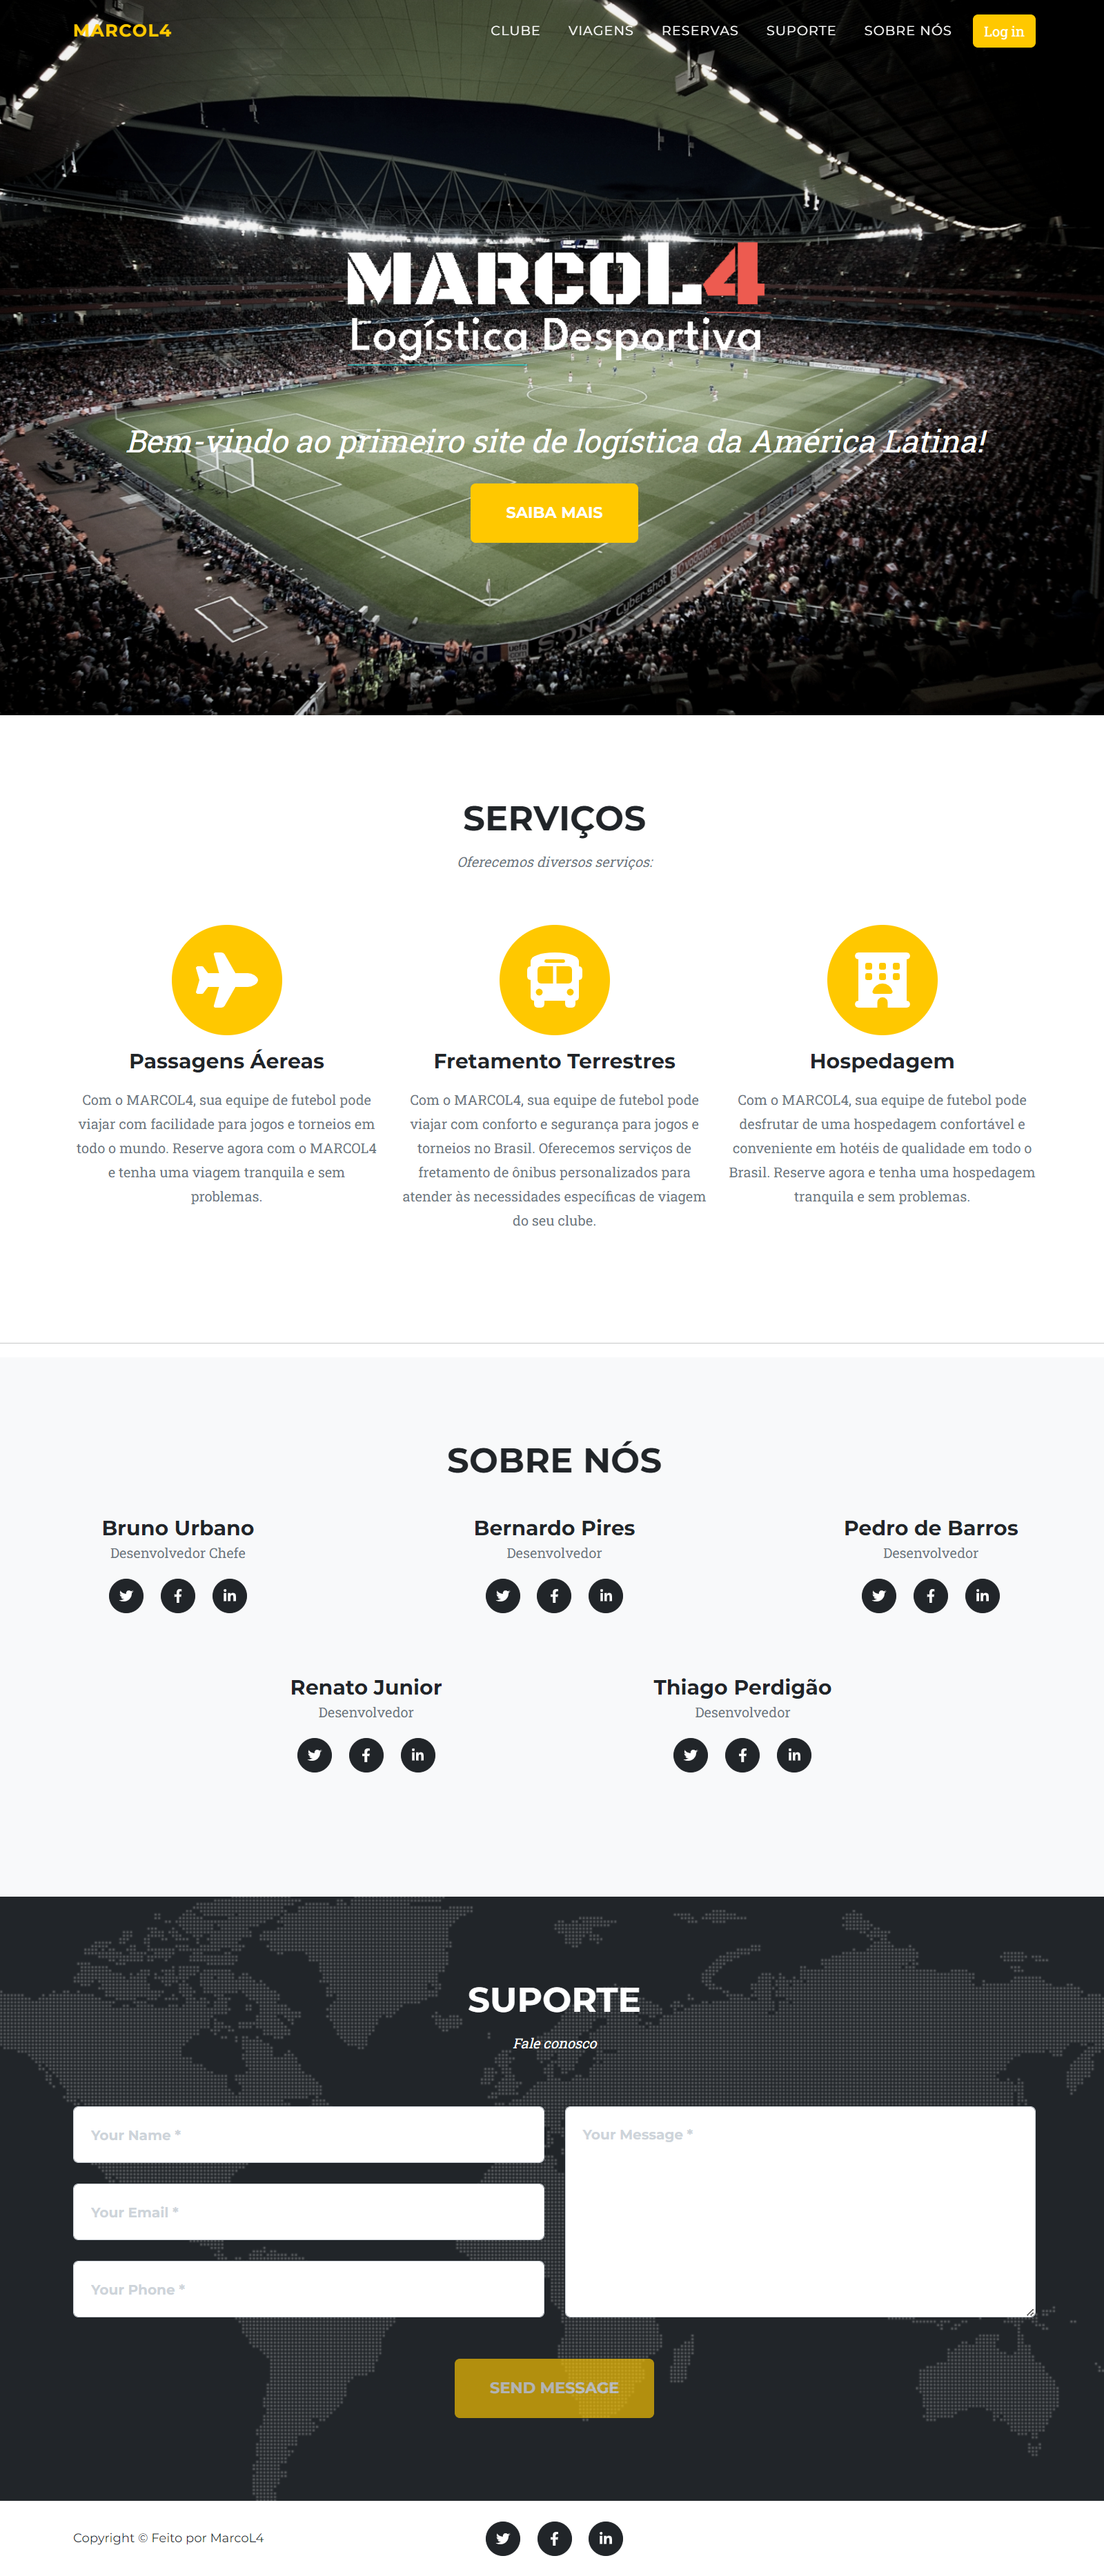 MARCOL4
CLUBE VIAGENS RESERVAS SUPORTE SOBRE NÓS Log in
MARCOL4
Logística Desportiva
Bem-vindo ao primeiro site de logística da América Latina!
SAIBA MAIS
SONY
SERVIÇOS
Oferecemos diversos serviços:
Passagens Áereas
Com o MARCOL4, sua equipe de futebol pode
viajar com facilidade para jogos e torneios em
todo o mundo. Reserve agora com o MARCOL4
e tenha uma viagem tranquila e sem
problemas.
Fretamento Terrestres
Com o MARCOL4, sua equipe de futebol pode
viajar com conforto e segurança para jogos e
torneios no Brasil. Oferecemos serviços de
fretamento de ônibus personalizados para
atender às necessidades específicas de viagem
do seu clube.
Hospedagem
Com o MARCOL4, sua equipe de futebol pode
desfrutar de uma hospedagem confortável e
conveniente em hotéis de qualidade em todo o
Brasil. Reserve agora e tenha uma hospedagem
tranquila e sem problemas.
SOBRE NÓS
Bruno Urbano
Desenvolvedor Chefe
Bernardo Pires
Desenvolvedor
Pedro de Barros
Desenvolvedor
Renato Junior
Desenvolvedor
Thiago Perdigão
Desenvolvedor
SUPORTE
Fale conosco
Your Name *
Your Email *
Your Phone *
Your Message *
SEND MESSAGE
Copyright © Feito por MarcoL4